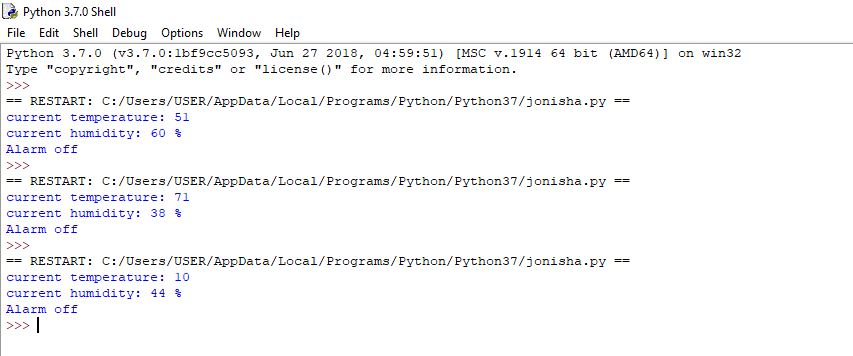 Python 3.7.0 Shell
File Edit Shell Debug Options Window Help
Python 3.7.0 (v3.7.0:1bf9cc5093, Jun 27 2018, 04:59:51) [MSC v.1914 64 bit (AMD64)] on win32
Type "copyright", "credits" or "license()" for more information.
>>>
== RESTART: C:/Users/USER/AppData/Local/Programs/Python/Python37/jonisha.py ==
current temperature: 51
current humidity: 60 %
Alarm off
>>>
== RESTART: C:/Users/USER/AppData/Local/Programs/Python/Python37/jonisha.py ==
current temperature: 71
current humidity: 38 %
Alarm off
>>>
== RESTART: C:/Users/USER/AppData/Local/Programs/Python/Python37/jonisha.py ==
current temperature: 10
current humidity: 44 %
Alarm off
>>>